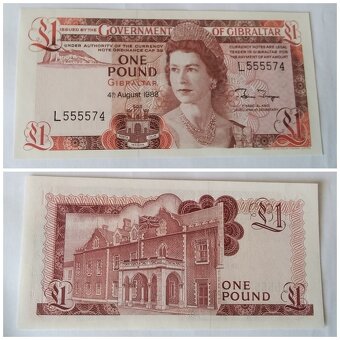 £1
ISSUED BY THE GOVERNMENT OF GIBRALTAR
UNDER AUTHORITY OF THE CURRENCY
NOTE ORDINANCE CAP 39
CURRENCY NOTES ARE LEGAL
TENDER IN GIBRALTAR FOR
THE PAYMENT OF ANY AMOUNT
L555574
ONE
POUND
GIBRALTAR
4th August 1988
L555574
£1
£1
£1
ONE
POUND
£1